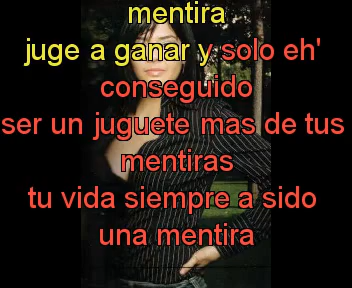 mentira
juge a ganar y solo eh'
conseguido
ser un juguete mas de tus
mentiras
tu vida siempre a sido
una mentira